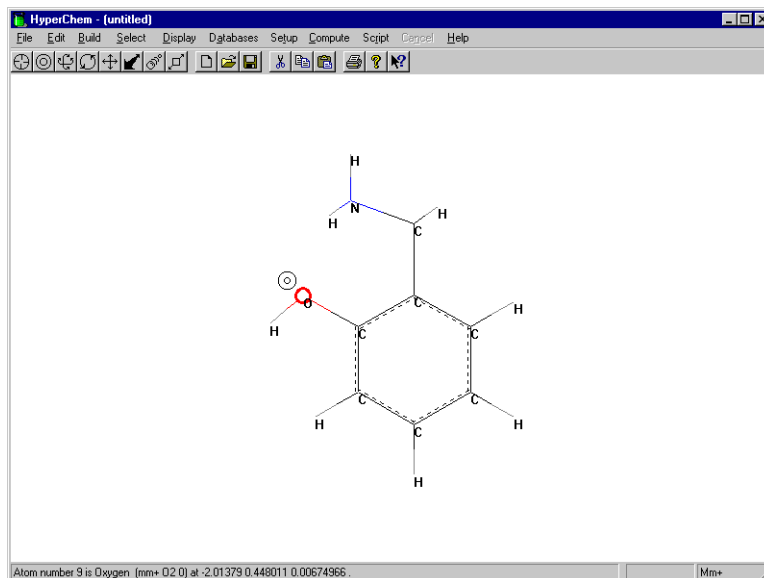 HyperChem - (untitled)
File Edit Build Select Display Databases Setup Compute Script Cancel Help
H
N
H
H
C
O
C
H
H
C
C
C
C
H
C
H
H
Atom number 9 is Oxygen (mm+ O2 0) at -2.01379 0.448011 0.00674966 .
Mm+